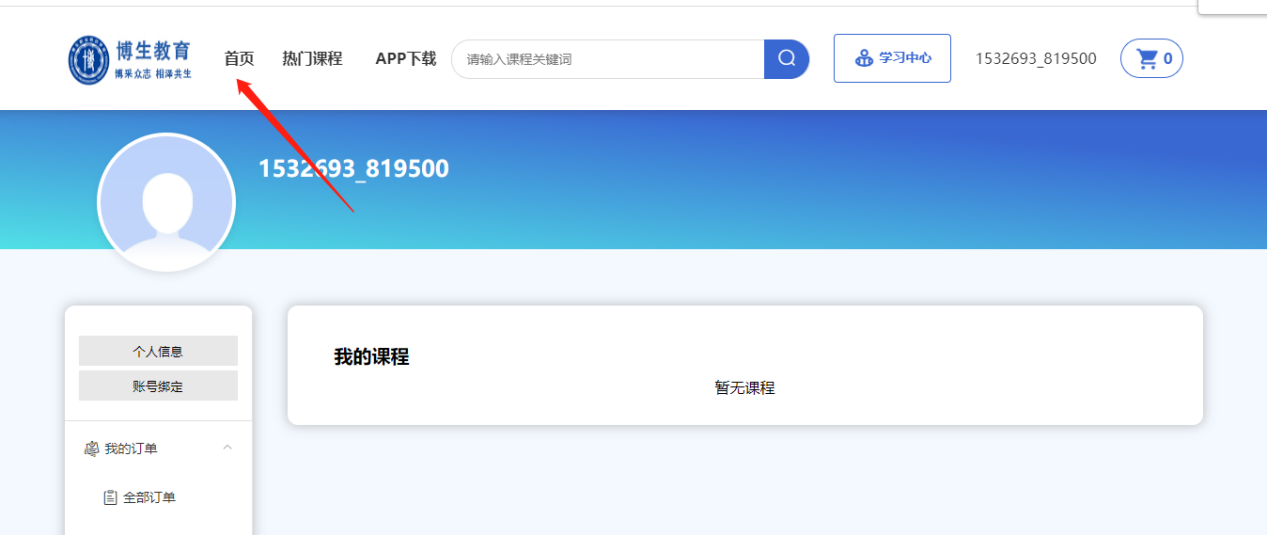 博生教育
博采众志 相泽共生
首页
热门课程
APP下载
请输入课程关键词
学习中心
1532693_819500
0
1532693_819500
个人信息
账号绑定
我的课程
暂无课程
我的订单
全部订单